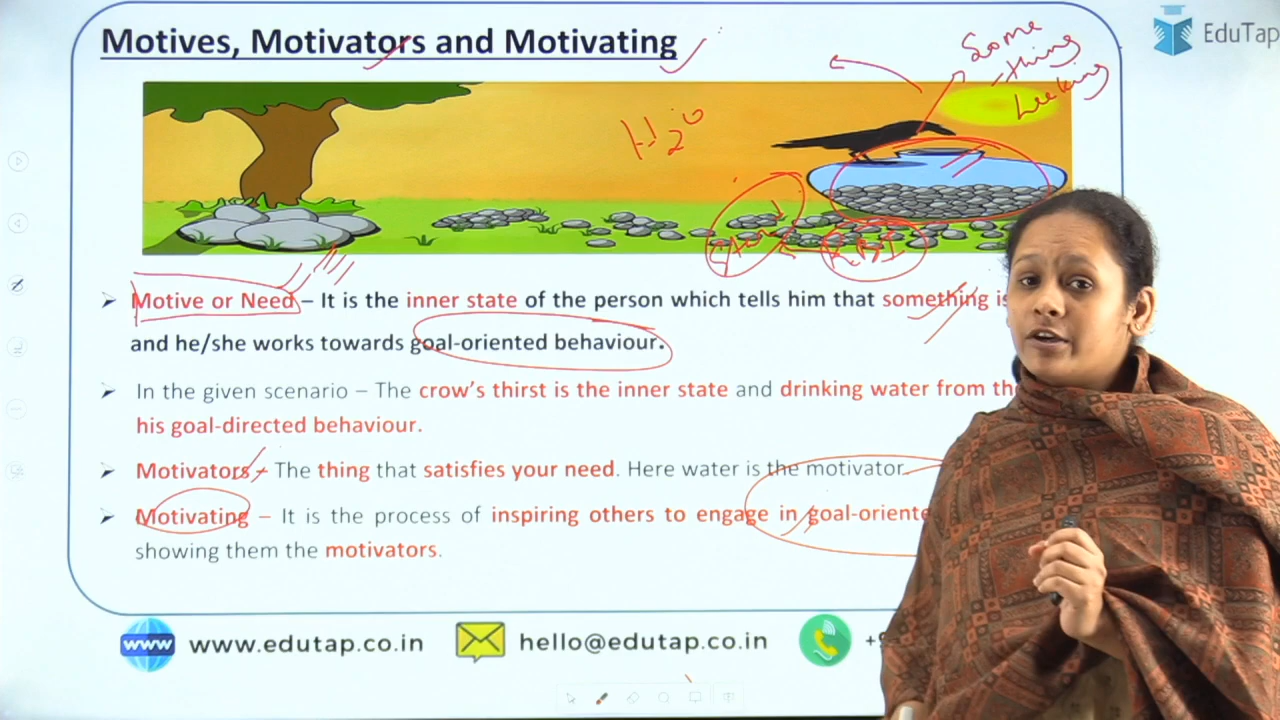 Motives, Motivators and Motivating
EduTap
Some
-thing
H2O
RBI
➤ Motive or Need – It is the inner state of the person which tells him that something is
and he/she works towards goal-oriented behaviour.
➤ In the given scenario – The crow’s thirst is the inner state and drinking water from the
his goal-directed behaviour.
➤ Motivators – The thing that satisfies your need. Here water is the motivator.
➤ Motivating – It is the process of inspiring others to engage in goal-oriente
showing them the motivators.
www
www.edutap.co.in
hello@edutap.co.in